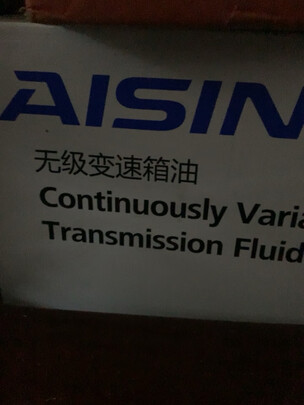 AISIN
无级变速箱油
Continuously Varia
Transmission Fluid